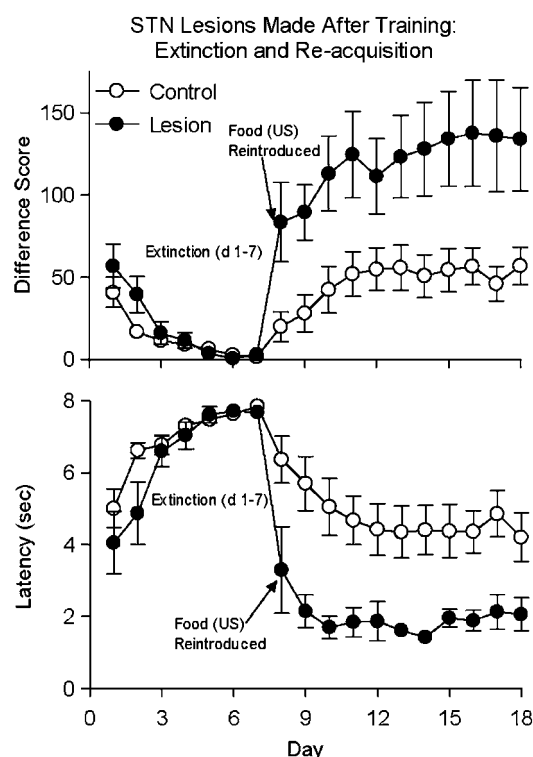 STN Lesions Made After Training:
Extinction and Re-acquisition
Control
Lesion
Food (US)
Reintroduced
Extinction (d 1-7)
Difference Score
150
100
50
0
8
6
4
2
0
Latency (sec)
Extinction (d 1-7)
Food (US)
Reintroduced
0 3 6 9 12 15 18
Day